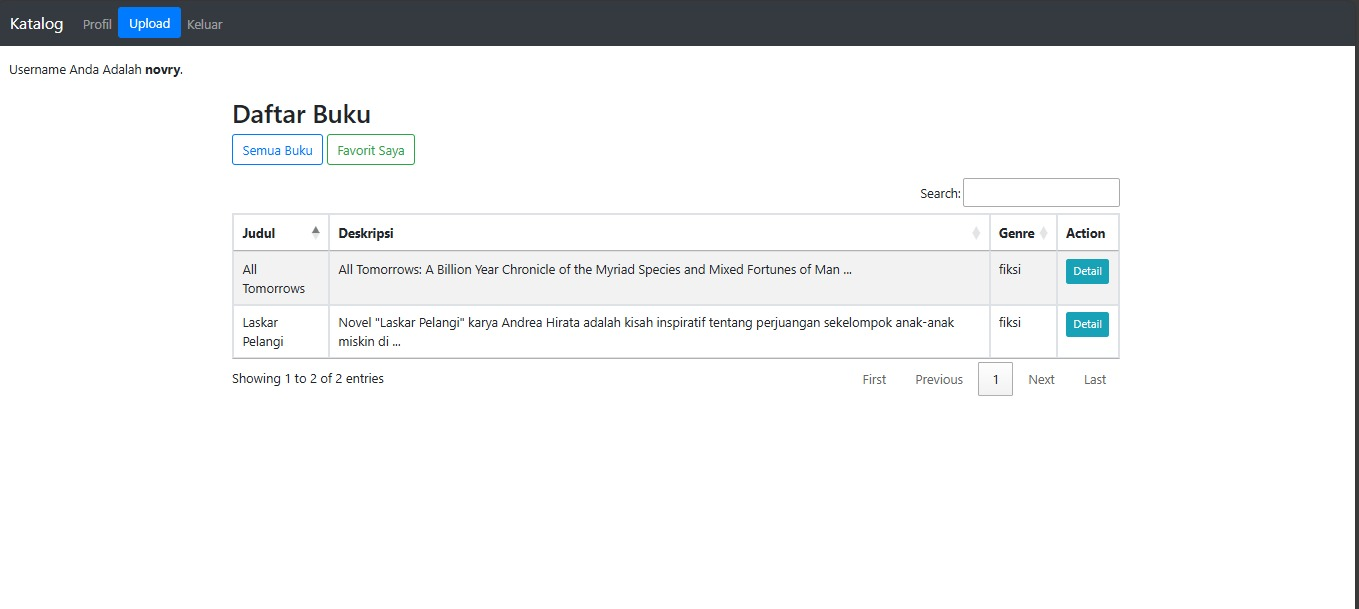 Katalog Profil Upload Keluar
Username Anda Adalah novry.
Daftar Buku
Semua Buku Favorit Saya
Search:
Judul Deskripsi Genre Action
All Tomorrows: A Billion Year Chronicle of the Myriad Species and Mixed Fortunes of Man ... fiksi Detail
All
Tomorrows
Laskar
Pelangi
Novel "Laskar Pelangi" karya Andrea Hirata adalah kisah inspiratif tentang perjuangan sekelompok anak-anak
miskin di ...
fiksi Detail
Showing 1 to 2 of 2 entries First Previous 1 Next Last